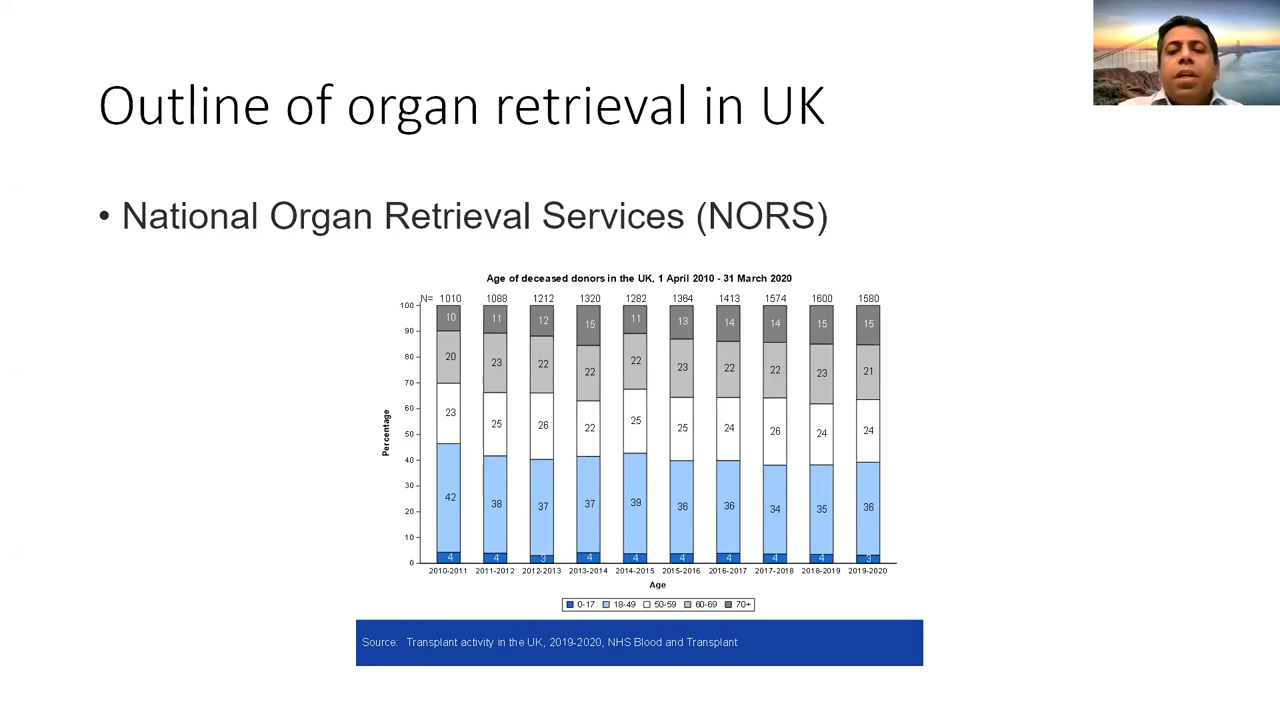 Outline of organ retrieval in UK
• National Organ Retrieval Services (NORS)
Age of deceased donors in the UK, 1 April 2010 - 31 March 2020
N= 1010 1088 1212 1320 1282 1364 1413 1574 1600 1580
100
90
80
70
60
50
40
30
20
10
0
Percentage
10 11 12 15 11 13 14 14 15 15
20 23 22 22 22 23 22 22 23 21
23 25 26 22 25 25 24 26 24 24
42 38 37 37 39 36 36 34 35 36
4 4 3 4 4 4 4 4 4 3
2010-2011 2011-2012 2012-2013 2013-2014 2014-2015 2015-2016 2016-2017 2017-2018 2018-2019 2019-2020
Age
0-17 18-49 50-59 60-69 70+
Source: Transplant activity in the UK, 2019-2020, NHS Blood and Transplant